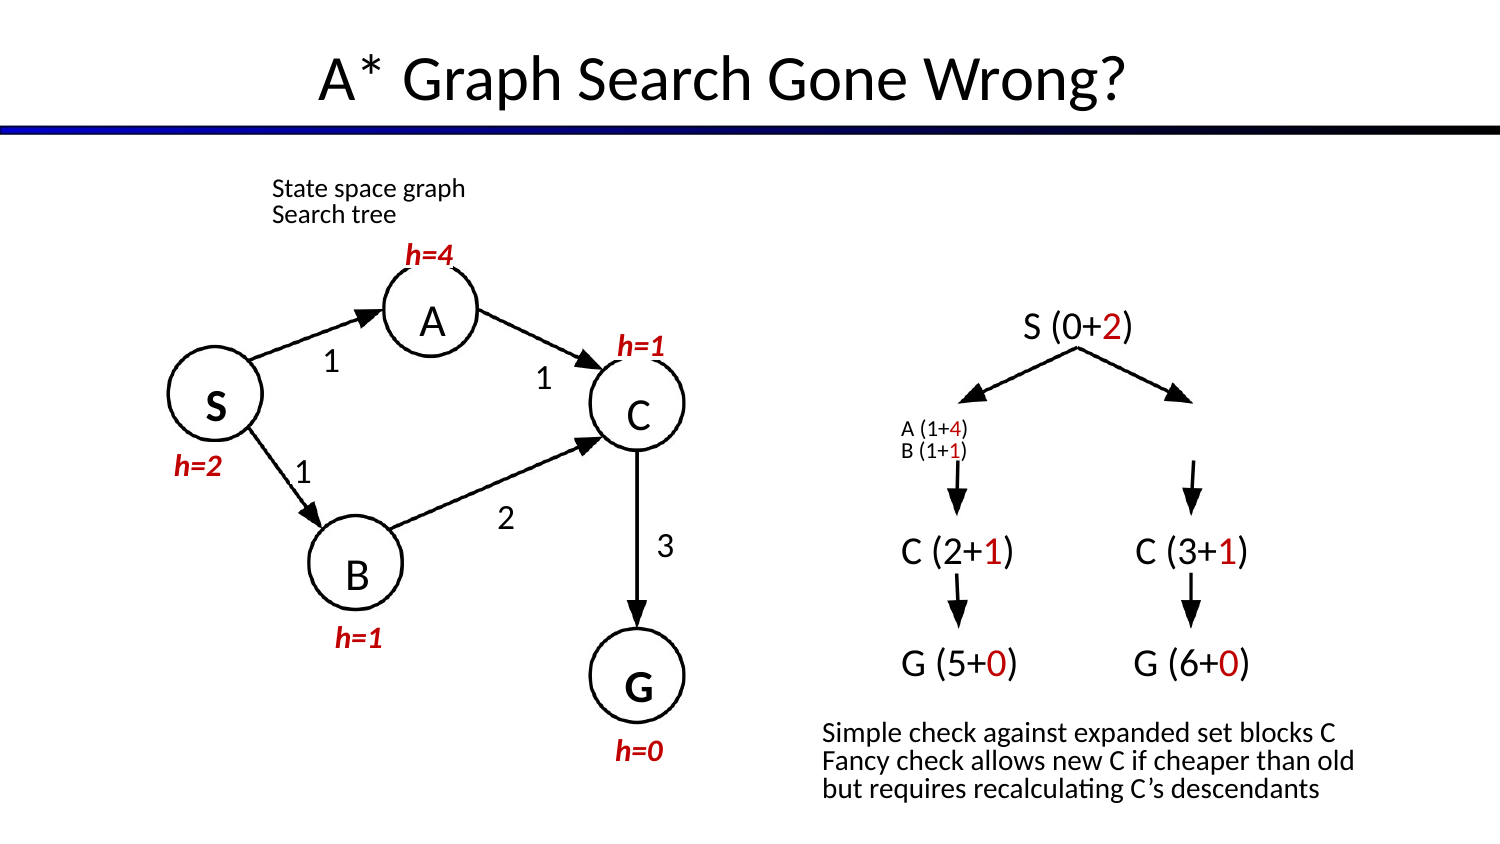 A* Graph Search Gone Wrong?
State space graph
Search tree
h=4
A
h=1
S (0+2)
1
1
S
C
A (1+4)
B (1+1)
h=2
1
2
3
C (2+1)
C (3+1)
B
h=1
G (5+0)
G (6+0)
G
h=0
Simple check against expanded set blocks C
Fancy check allows new C if cheaper than old
but requires recalculating C’s descendants